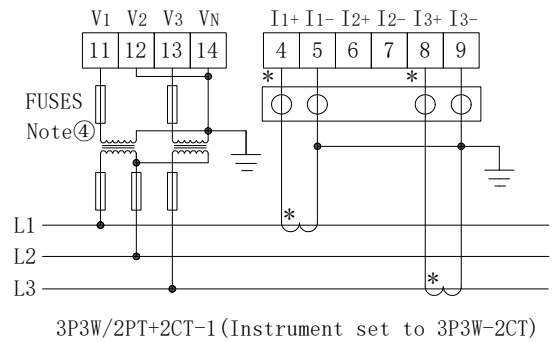 V1 V2 V3 VN I1+ I1- I2+ I2- I3+ I3-
11 12 13 14 4 5 6 7 8 9
* *
FUSES
Note④
*
L1
L2
*
L3
3P3W/2PT+2CT-1(Instrument set to 3P3W-2CT)